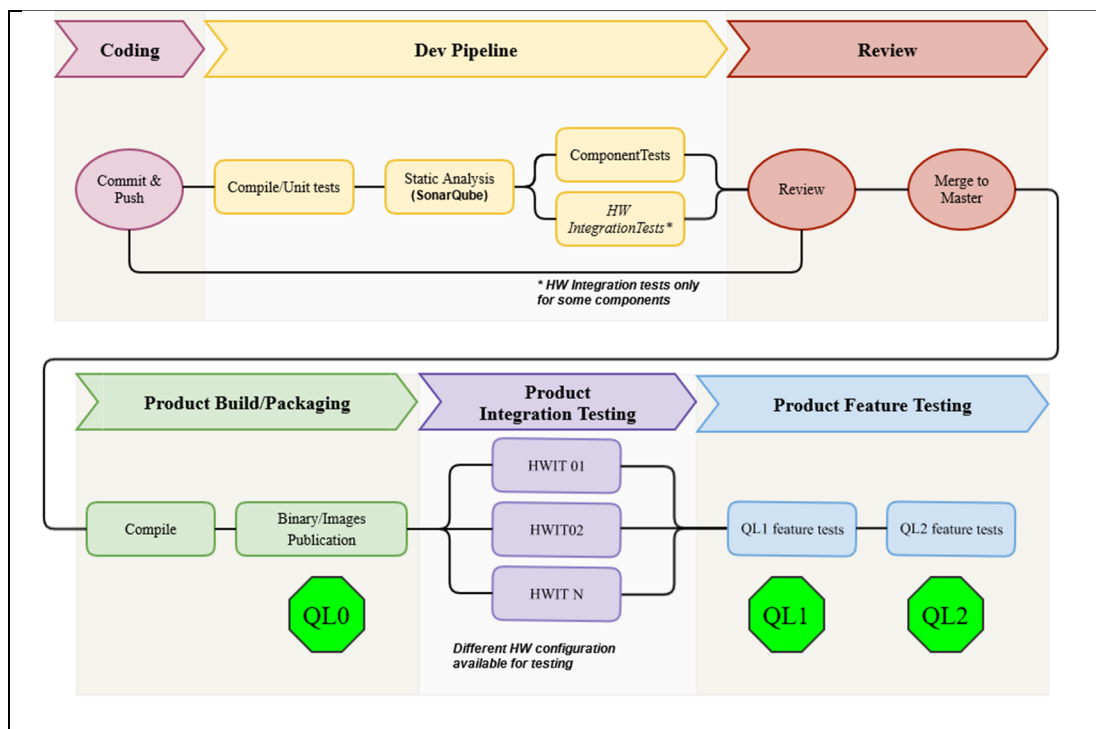 Coding
Dev Pipeline
Review
Commit &
Push
Compile/Unit tests
Static Analysis
(SonarQube)
ComponentTests
HW
IntegrationTests*
Review
Merge to
Master
* HW Integration tests only
for some components
Product Build/Packaging
Product
Integration Testing
Product Feature Testing
Compile
Binary/Images
Publication
HWIT 01
HWIT02
HWIT N
QL1 feature tests
QL2 feature tests
QL0
QL1
QL2
Different HW configuration
available for testing